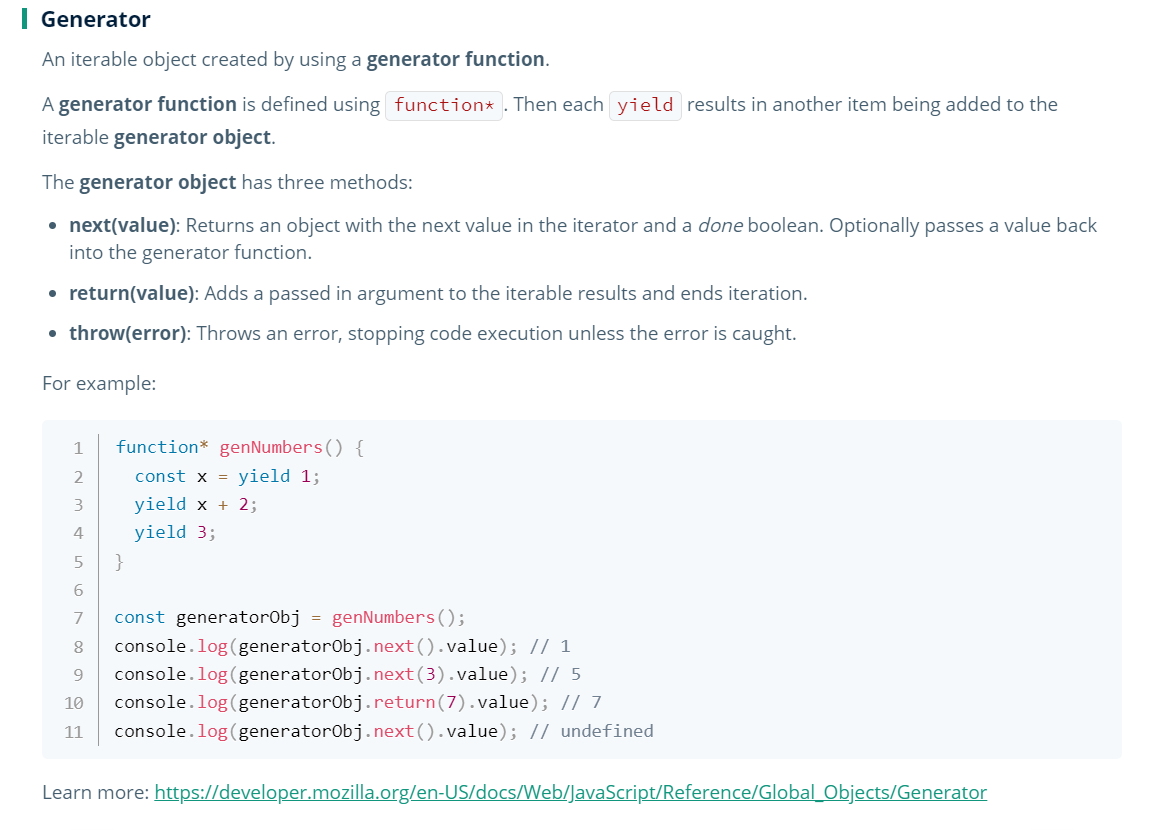 Generator
An iterable object created by using a generator function.
A generator function is defined using function*. Then each yield results in another item being added to the
iterable generator object.
The generator object has three methods:
• next(value): Returns an object with the next value in the iterator and a done boolean. Optionally passes a value back
into the generator function.
• return(value): Adds a passed in argument to the iterable results and ends iteration.
• throw(error): Throws an error, stopping code execution unless the error is caught.
For example:
1 function* genNumbers() {
2   const x = yield 1;
3   yield x + 2;
4   yield 3;
5 }
6
7 const generatorObj = genNumbers();
8 console.log(generatorObj.next().value); // 1
9 console.log(generatorObj.next(3).value); // 5
10 console.log(generatorObj.return(7).value); // 7
11 console.log(generatorObj.next().value); // undefined
Learn more: https://developer.mozilla.org/en-US/docs/Web/JavaScript/Reference/Global_Objects/Generator